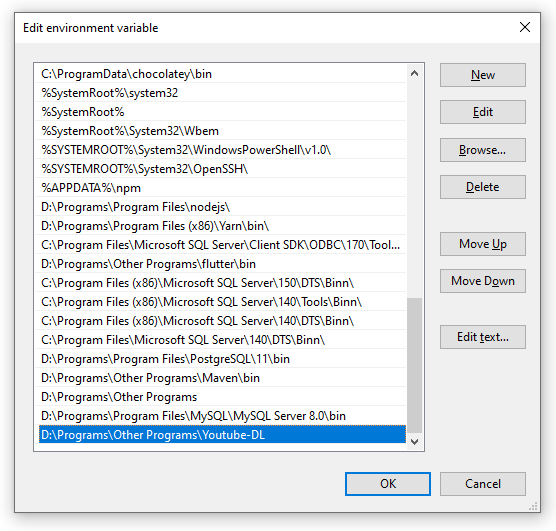 Edit environment variable
C:\ProgramData\chocolatey\bin
%SystemRoot%\system32
%SystemRoot%
%SystemRoot%\System32\Wbem
%SYSTEMROOT%\System32\WindowsPowerShell\v1.0\
%SYSTEMROOT%\System32\OpenSSH\
%APPDATA%\npm
D:\Programs\Program Files\nodejs\
D:\Programs\Program Files (x86)\Yarn\bin\
C:\Program Files\Microsoft SQL Server\Client SDK\ODBC\170\Tool...
D:\Programs\Other Programs\flutter\bin
C:\Program Files (x86)\Microsoft SQL Server\150\DTS\Binn\
C:\Program Files (x86)\Microsoft SQL Server\140\Tools\Binn\
C:\Program Files (x86)\Microsoft SQL Server\140\DTS\Binn\
C:\Program Files\Microsoft SQL Server\140\DTS\Binn\
D:\Programs\Program Files\PostgreSQL\11\bin
D:\Programs\Other Programs\Maven\bin
D:\Programs\Other Programs
D:\Programs\Program Files\MySQL\MySQL Server 8.0\bin
D:\Programs\Other Programs\Youtube-DL
New
Edit
Browse...
Delete
Move Up
Move Down
Edit text...
OK
Cancel